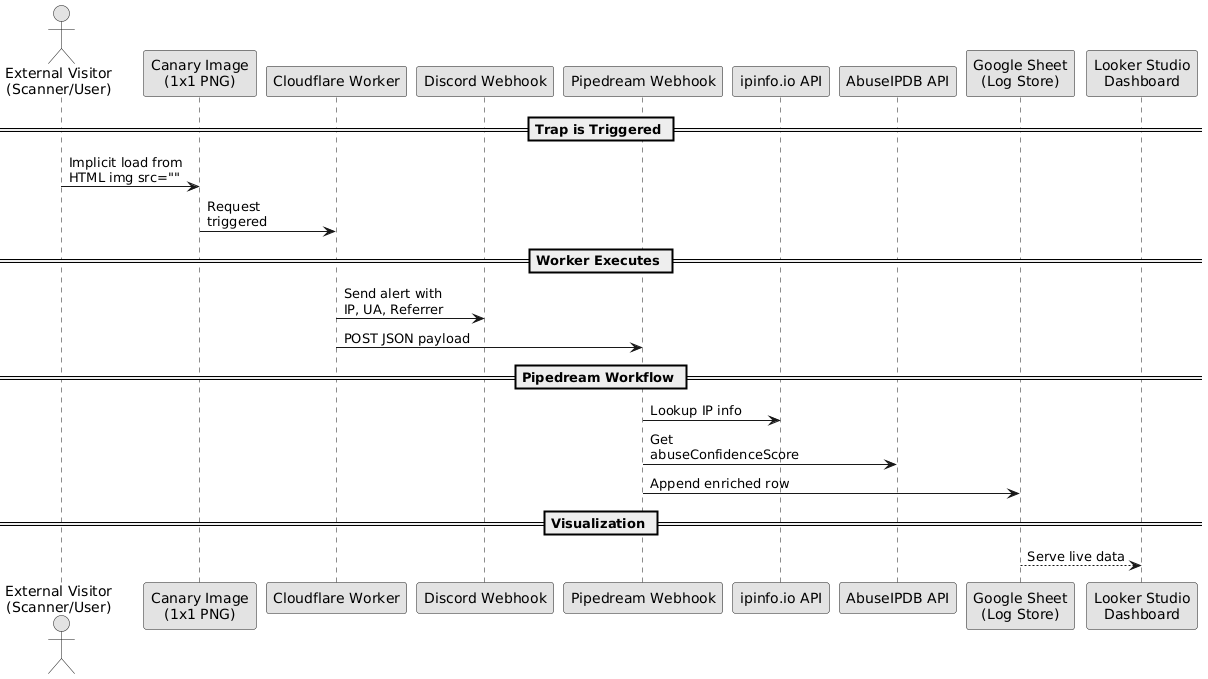 External Visitor
(Scanner/User)
Canary Image
(1x1 PNG)
Cloudflare Worker
Discord Webhook
Pipedream Webhook
ipinfo.io API
AbuseIPDB API
Google Sheet
(Log Store)
Looker Studio
Dashboard
Trap is Triggered
Implicit load from
HTML img src=""
Request
triggered
Worker Executes
Send alert with
IP, UA, Referrer
POST JSON payload
Pipedream Workflow
Lookup IP info
Get
abuseConfidenceScore
Append enriched row
Visualization
Serve live data
External Visitor
(Scanner/User)
Canary Image
(1x1 PNG)
Cloudflare Worker
Discord Webhook
Pipedream Webhook
ipinfo.io API
AbuseIPDB API
Google Sheet
(Log Store)
Looker Studio
Dashboard